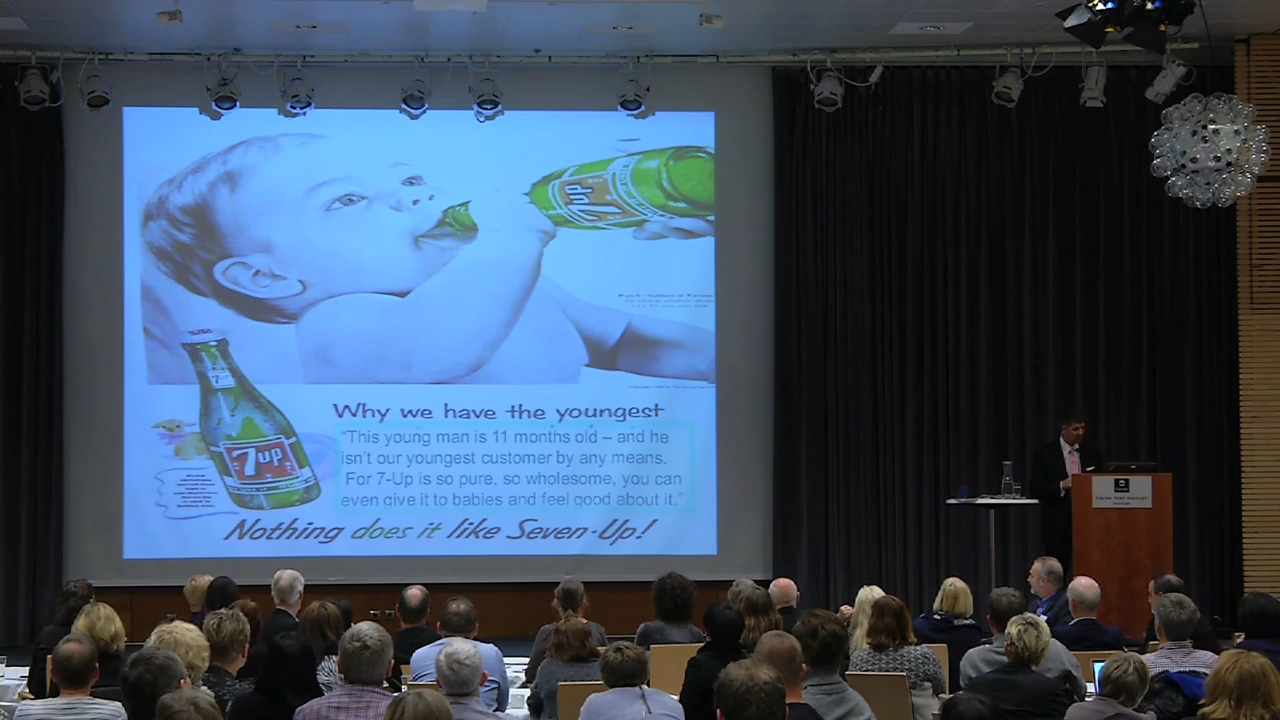 7up
Why we have the youngest
7up
"This young man is 11 months old – and he
isn't our youngest customer by any means.
For 7-Up is so pure, so wholesome, you can
even give it to babies and feel good about it."
Nothing does it like Seven-Up!